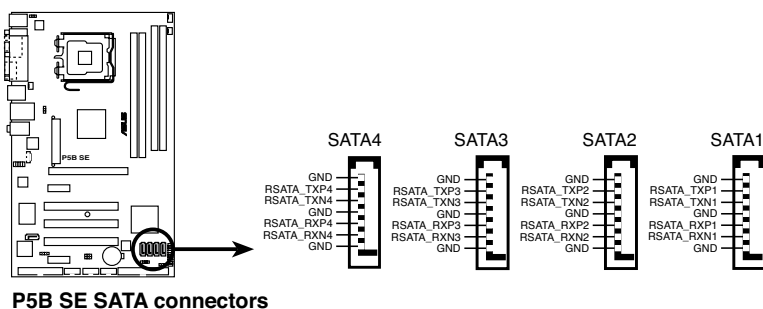 P5B SE
ASUS
SATA4
GND
RSATA_TXP4
RSATA_TXN4
GND
RSATA_RXP4
RSATA_RXN4
GND
SATA3
GND
RSATA_TXP3
RSATA_TXN3
GND
RSATA_RXP3
RSATA_RXN3
GND
SATA2
GND
RSATA_TXP2
RSATA_TXN2
GND
RSATA_RXP2
RSATA_RXN2
GND
SATA1
GND
RSATA_TXP1
RSATA_TXN1
GND
RSATA_RXP1
RSATA_RXN1
GND
P5B SE SATA connectors